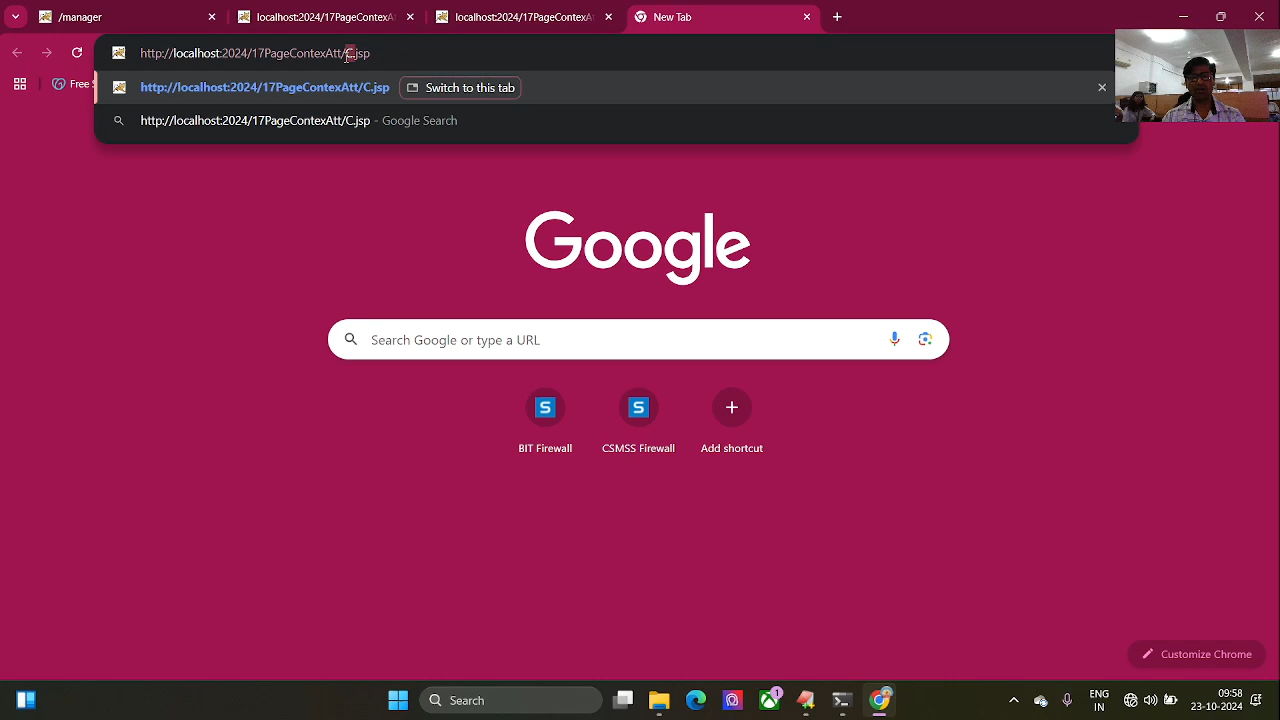 /manager
localhost:2024/17PageContexA
localhost:2024/17PageContexAt
New Tab
http://localhost:2024/17PageContexAtt/C.jsp
Free S
http://localhost:2024/17PageContexAtt/C.jsp
Switch to this tab
http://localhost:2024/17PageContexAtt/C.jsp - Google Search
Google
Search Google or type a URL
S
S
BIT Firewall
CSMSS Firewall
Add shortcut
Customize Chrome
Search
1
ENG
IN
09:58
23-10-2024